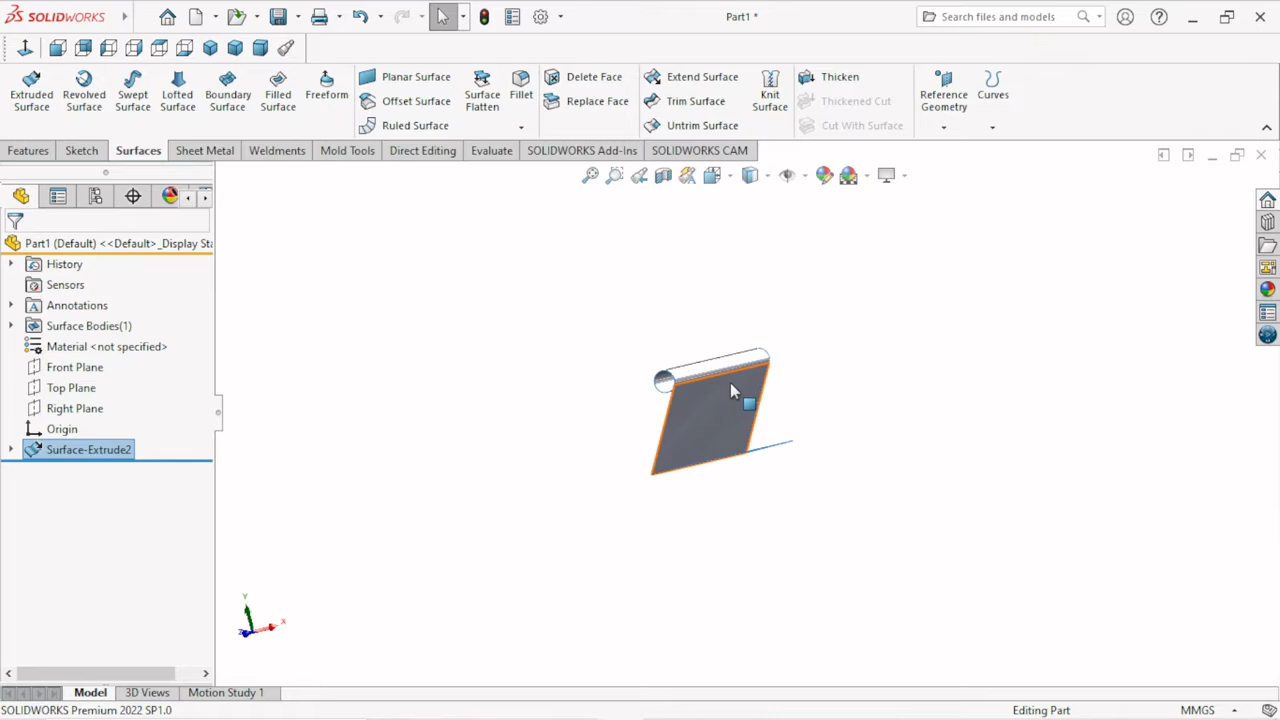 SOLIDWORKS
Part1 *
Search files and models
Extruded Surface
Revolved Surface
Swept Surface
Lofted Surface
Boundary Surface
Filled Surface
Freeform
Planar Surface
Offset Surface
Ruled Surface
Surface Flatten
Fillet
Delete Face
Replace Face
Extend Surface
Trim Surface
Untrim Surface
Knit Surface
Thicken
Thickened Cut
Cut With Surface
Reference Geometry
Curves
Features
Sketch
Surfaces
Sheet Metal
Weldments
Mold Tools
Direct Editing
Evaluate
SOLIDWORKS Add-Ins
SOLIDWORKS CAM
Part1 (Default) <<Default>_Display Sta
History
Sensors
Annotations
Surface Bodies(1)
Material <not specified>
Front Plane
Top Plane
Right Plane
Origin
Surface-Extrude2
Y
X
Z
Model
3D Views
Motion Study 1
SOLIDWORKS Premium 2022 SP1.0
Editing Part
MMGS